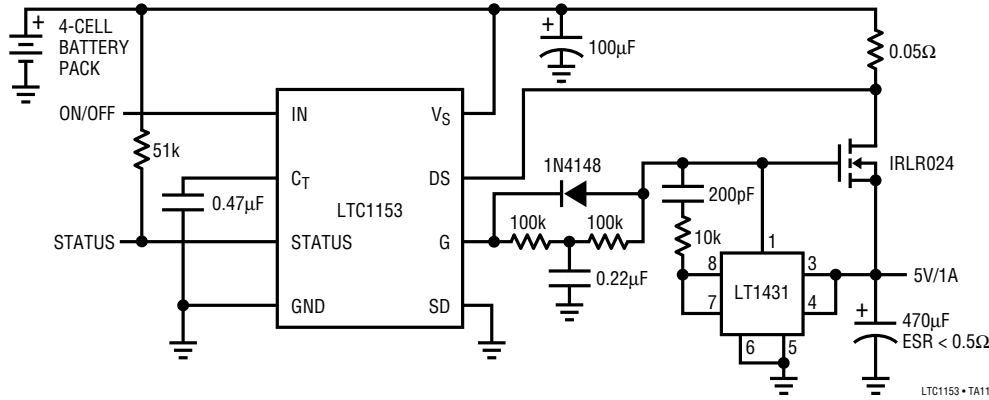 +
4-CELL
BATTERY
PACK
+
100µF
0.05Ω
ON/OFF
IN
VS
51k
1N4148
IRLR024
CT
DS
200pF
0.47µF
LTC1153
100k
100k
10k
1
STATUS
STATUS
G
0.22µF
8
3
5V/1A
LT1431
7
4
GND
SD
+
470µF
ESR < 0.5Ω
6
5
LTC1153 • TA11